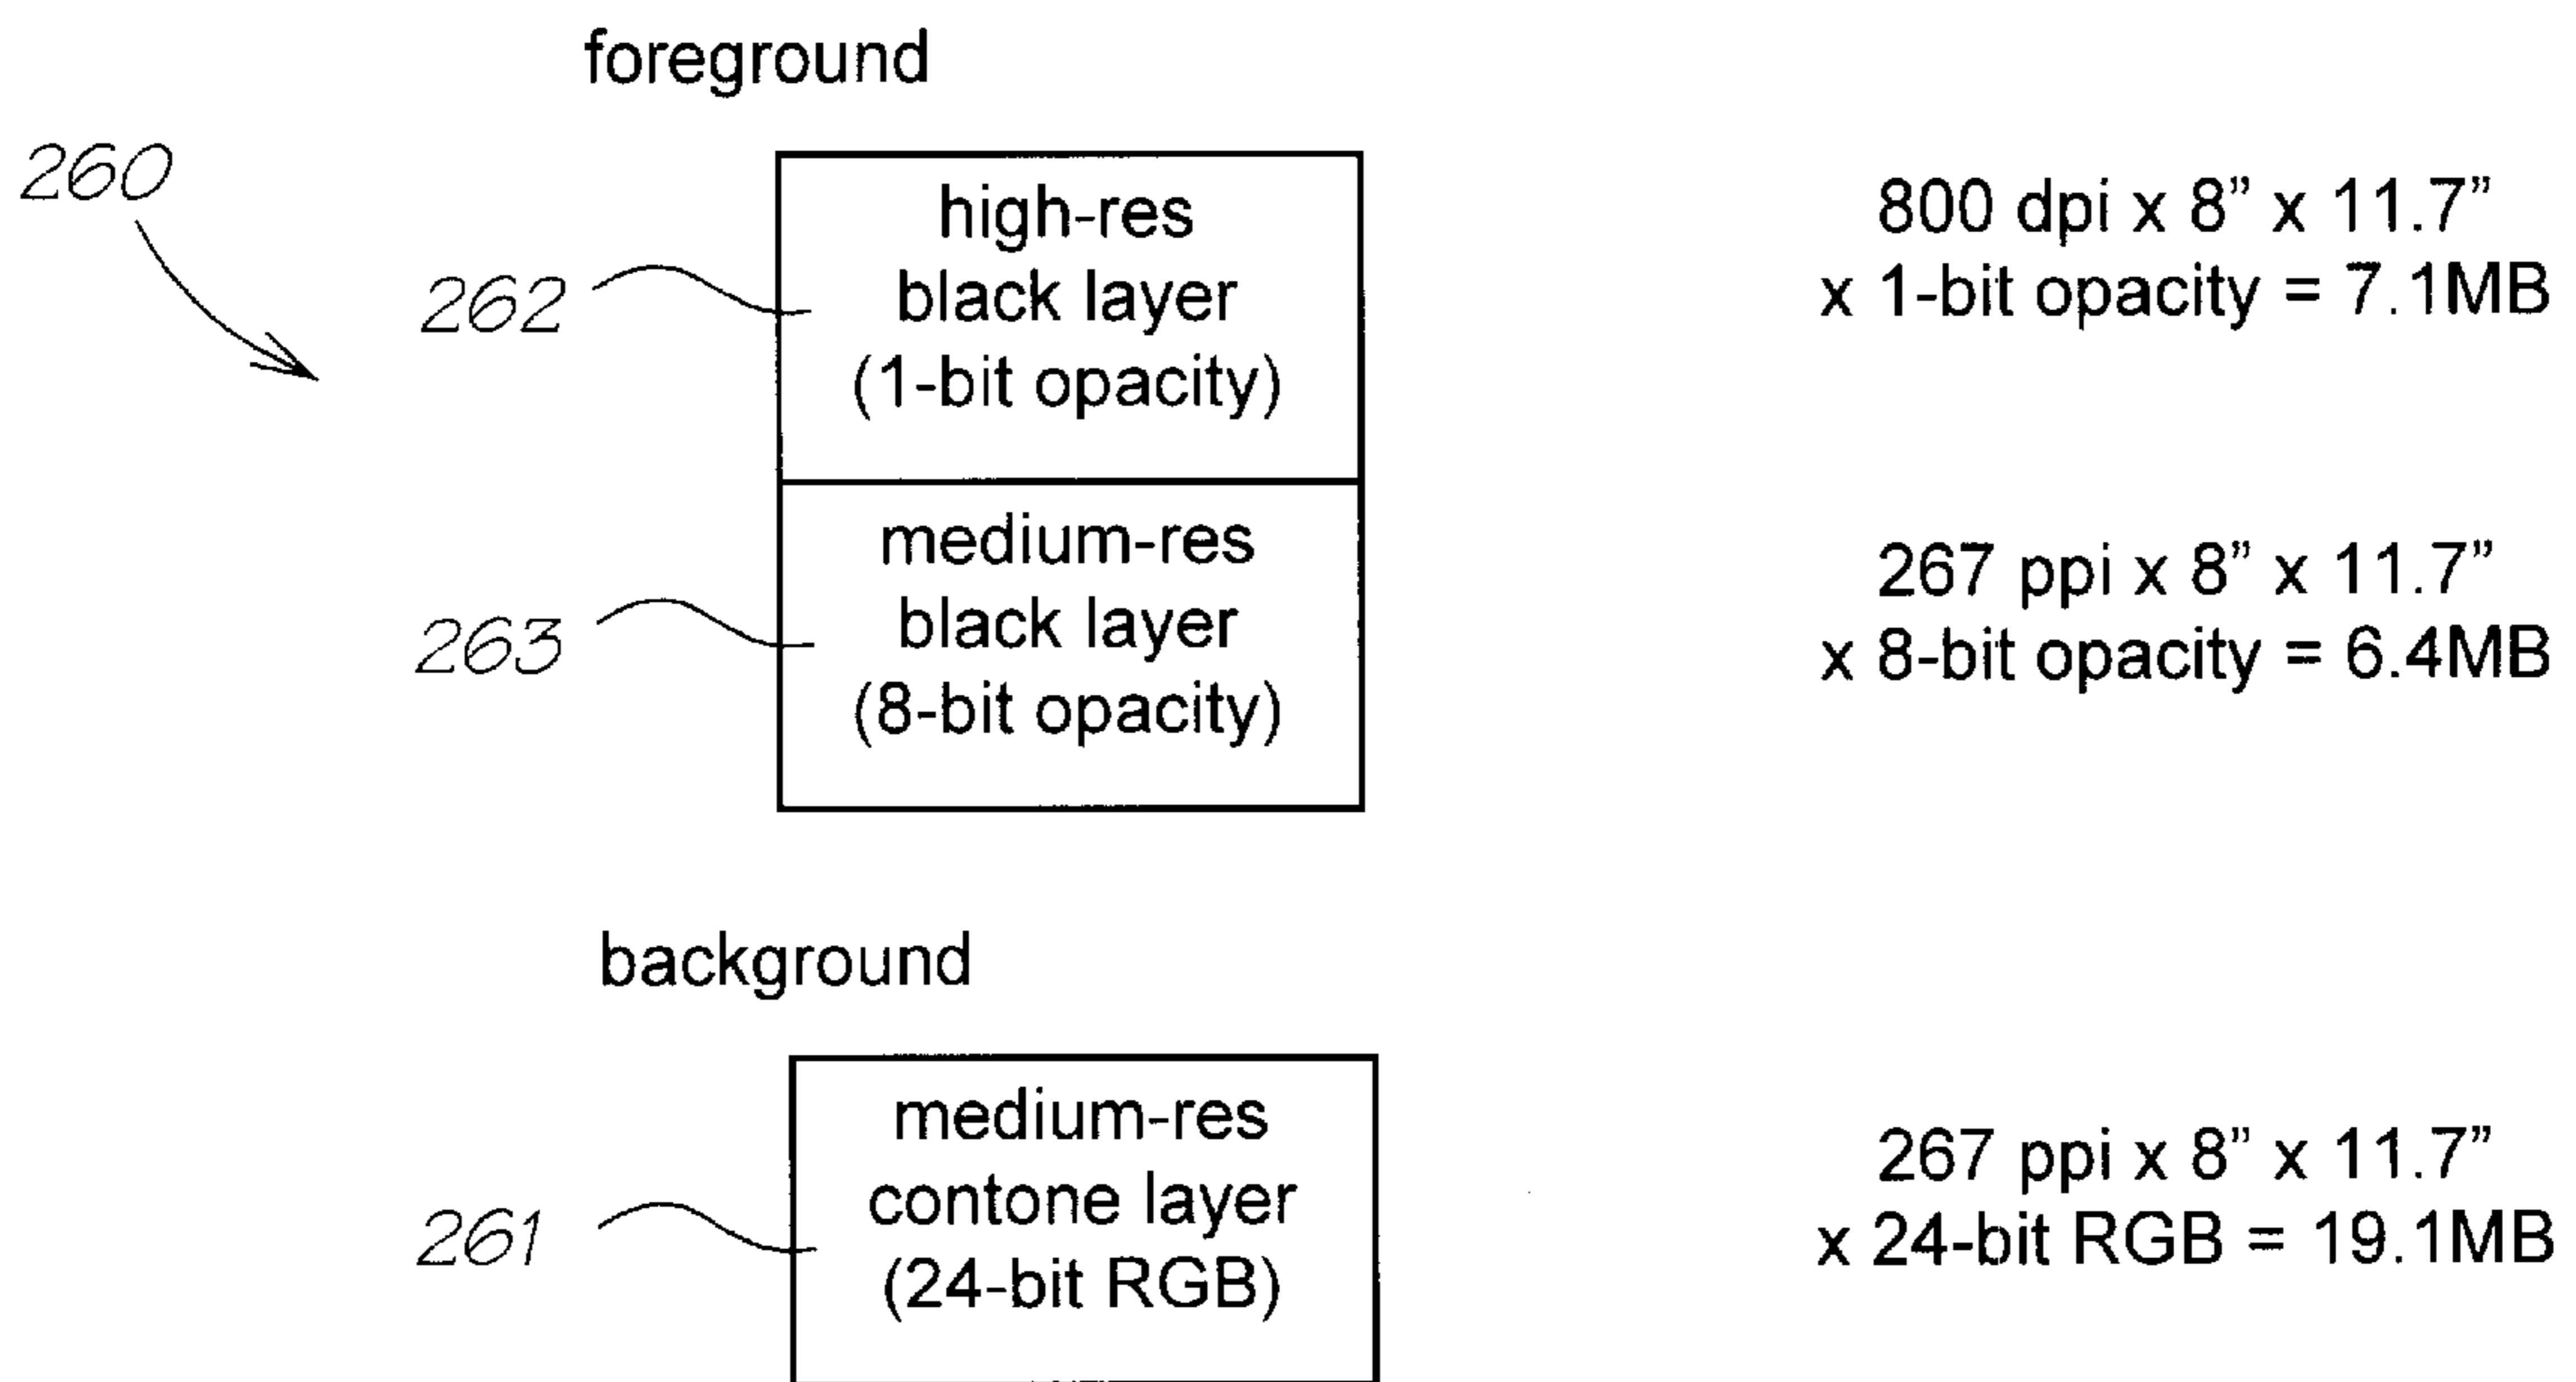 foreground
260
262
high-res
black layer
(1-bit opacity)
800 dpi x 8” x 11.7”
x 1-bit opacity = 7.1MB
263
medium-res
black layer
(8-bit opacity)
267 ppi x 8” x 11.7”
x 8-bit opacity = 6.4MB
background
261
medium-res
contone layer
(24-bit RGB)
267 ppi x 8” x 11.7”
x 24-bit RGB = 19.1MB